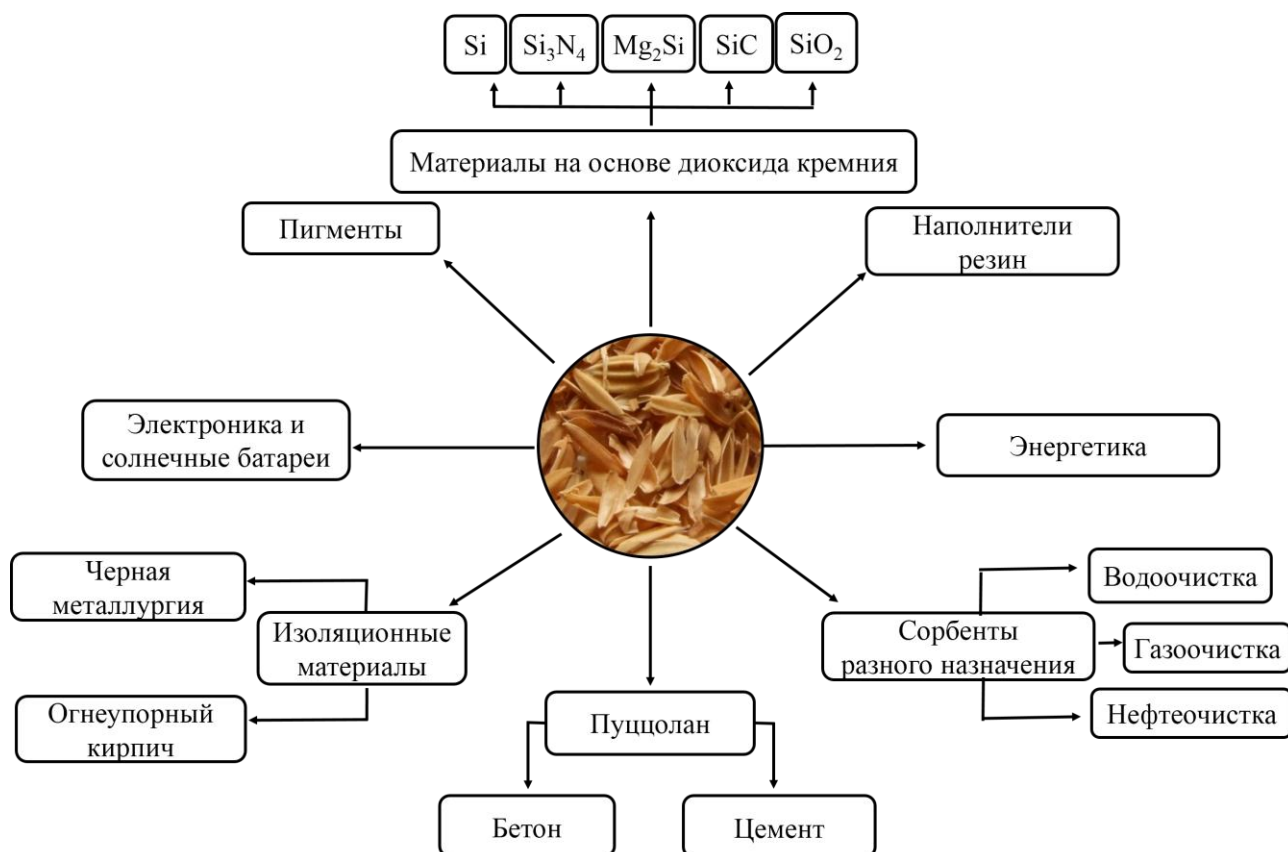 Si
Si₃N₄
Mg₂Si
SiC
SiO₂
Материалы на основе диоксида кремния
Пигменты
Наполнители
резин
Электроника и
солнечные батареи
Энергетика
Черная
металлургия
Изоляционные
материалы
Огнеупорный
кирпич
Сорбенты
разного назначения
Водоочистка
Газоочистка
Нефтеочистка
Пуццолан
Бетон
Цемент